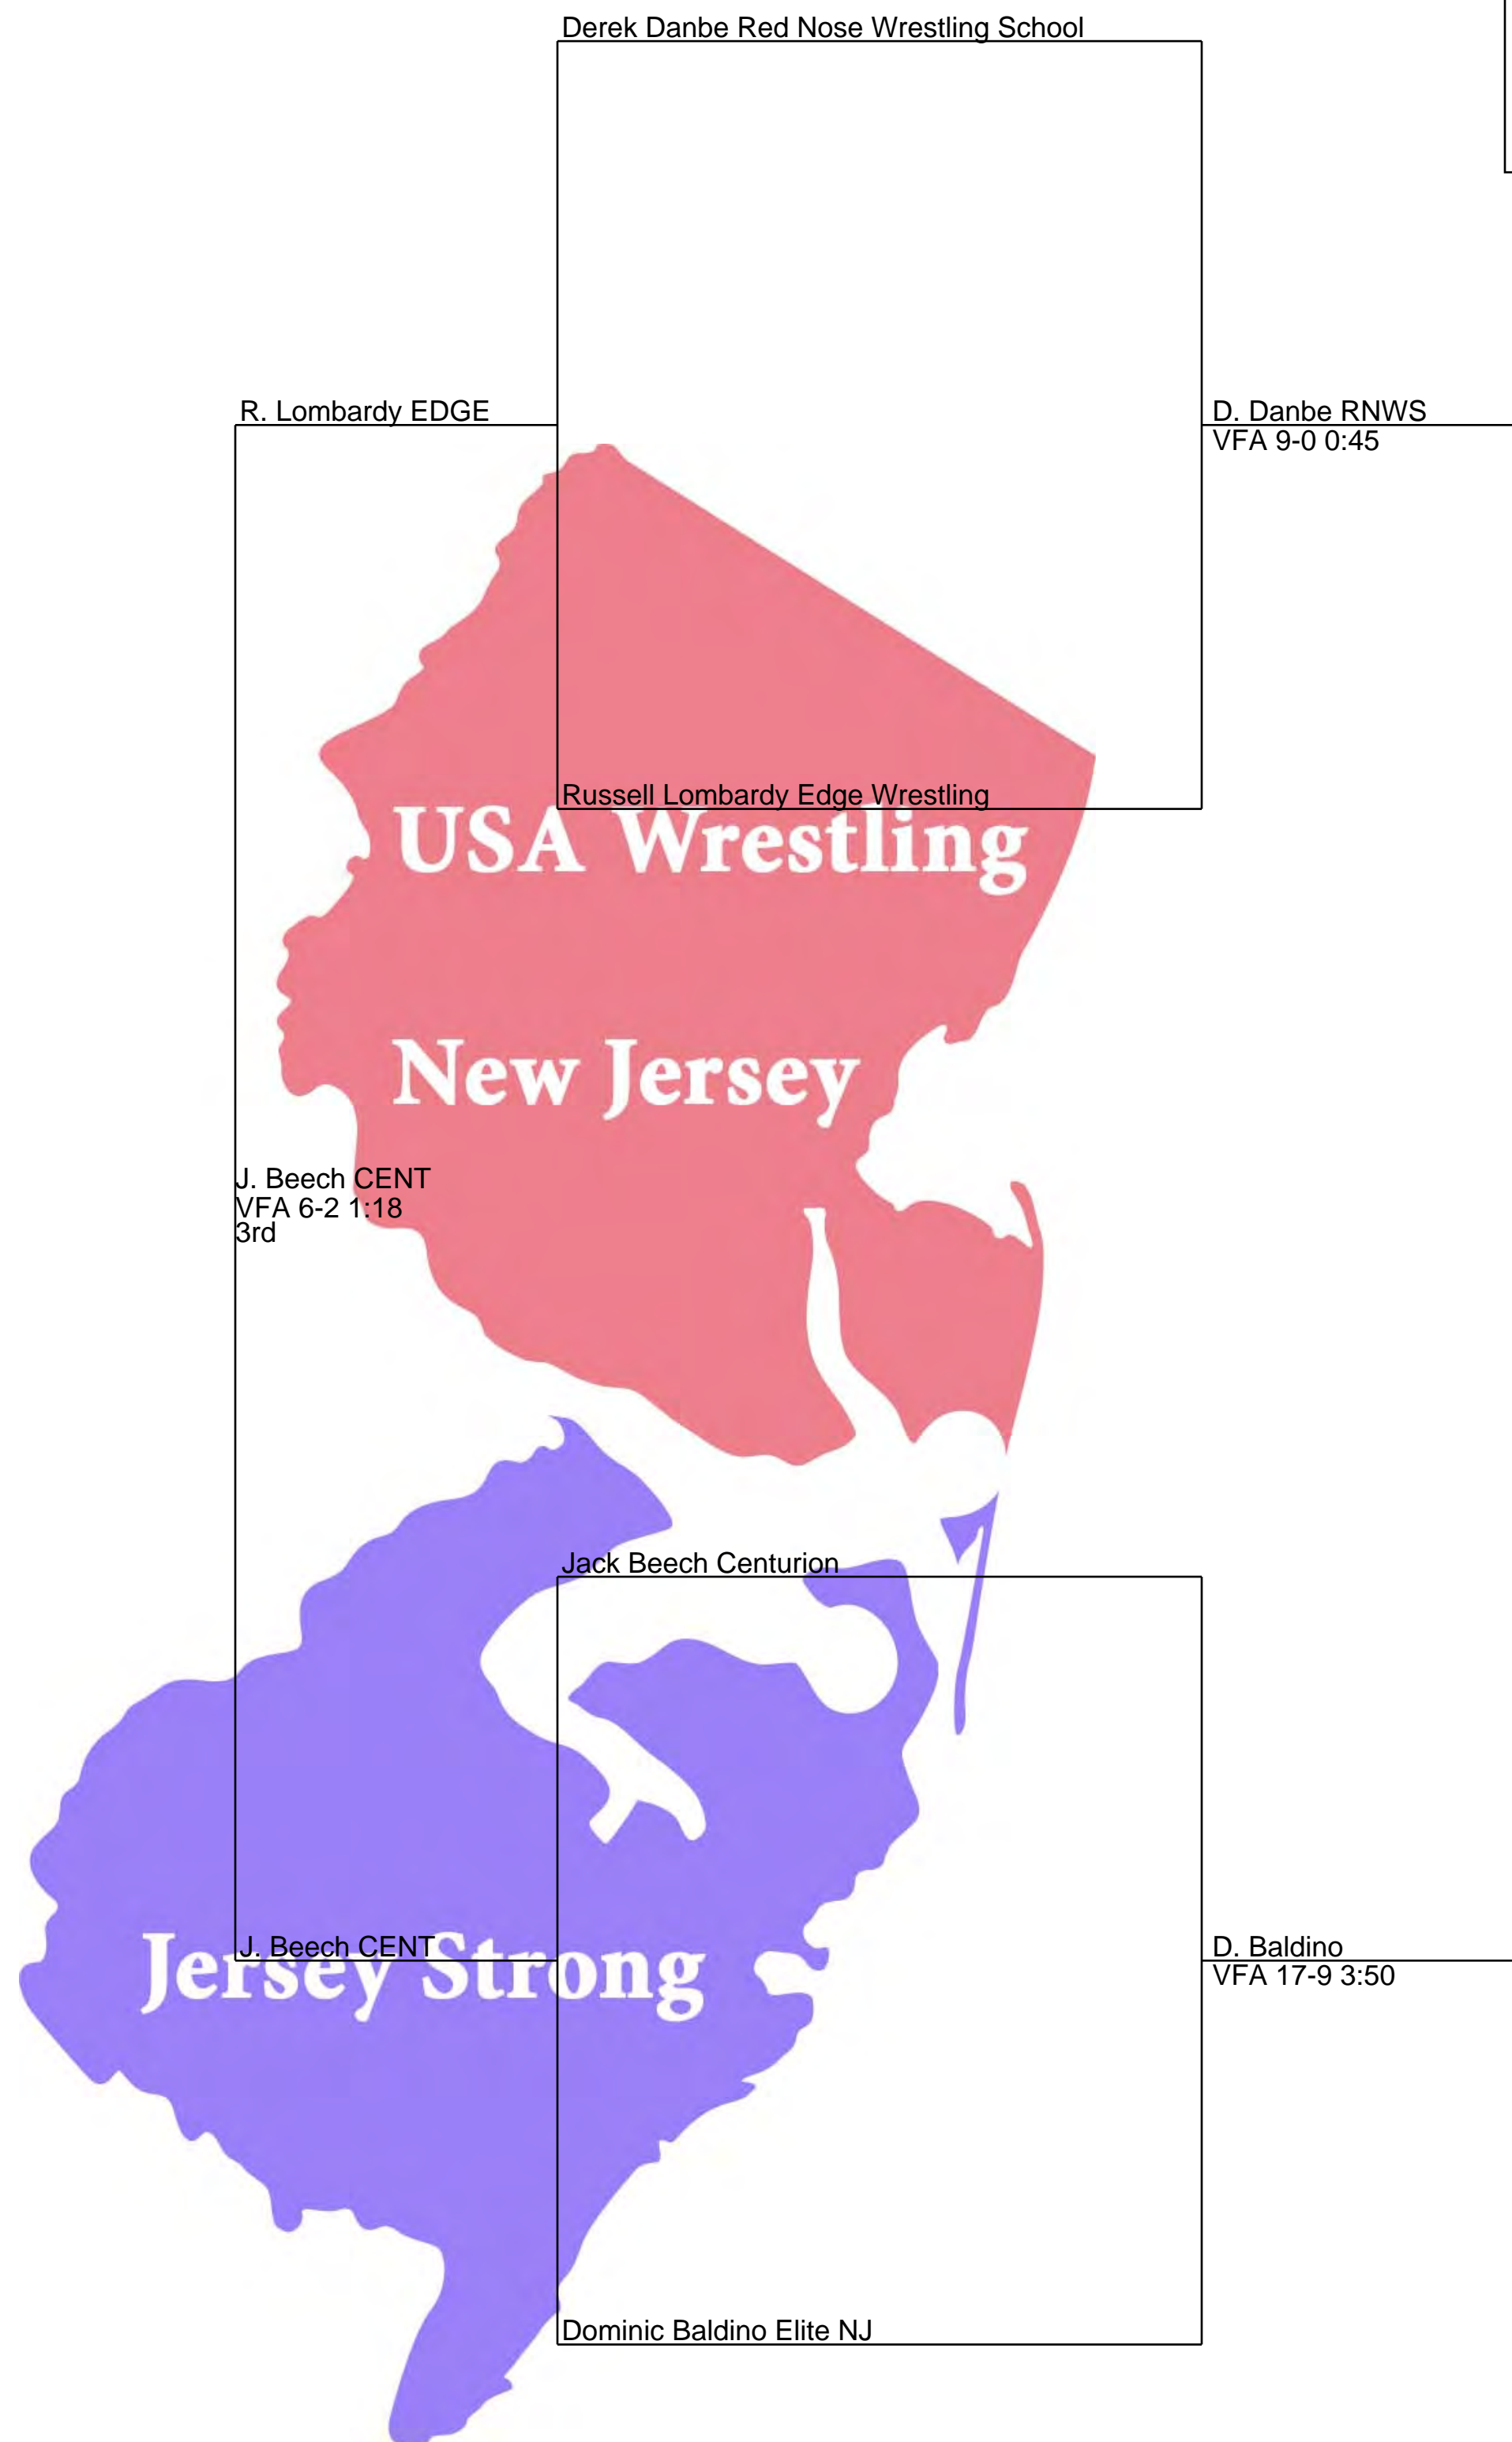 Derek Danbe Red Nose Wrestling School
R. Lombardy EDGE
D. Danbe RNWS
VFA 9-0 0:45
Russell Lombardy Edge Wrestling
USA Wrestling
New Jersey
J. Beech CENT
VFA 6-2 1:18
3rd
Jack Beech Centurion
J. Beech CENT
Jersey Strong
D. Baldino
VFA 17-9 3:50
Dominic Baldino Elite NJ